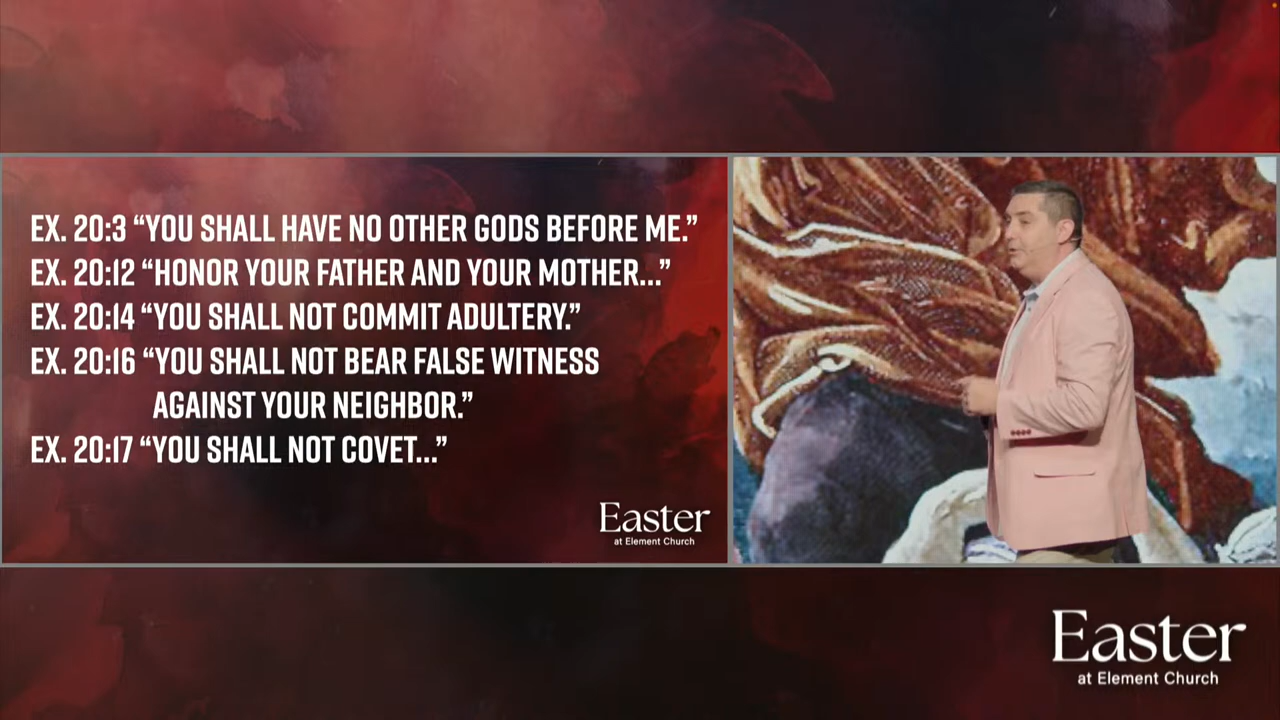 EX. 20:3 “YOU SHALL HAVE NO OTHER GODS BEFORE ME.”
EX. 20:12 “HONOR YOUR FATHER AND YOUR MOTHER...”
EX. 20:14 “YOU SHALL NOT COMMIT ADULTERY.”
EX. 20:16 “YOU SHALL NOT BEAR FALSE WITNESS
AGAINST YOUR NEIGHBOR.”
EX. 20:17 “YOU SHALL NOT COVET...”
Easter
at Element Church
Easter
at Element Church